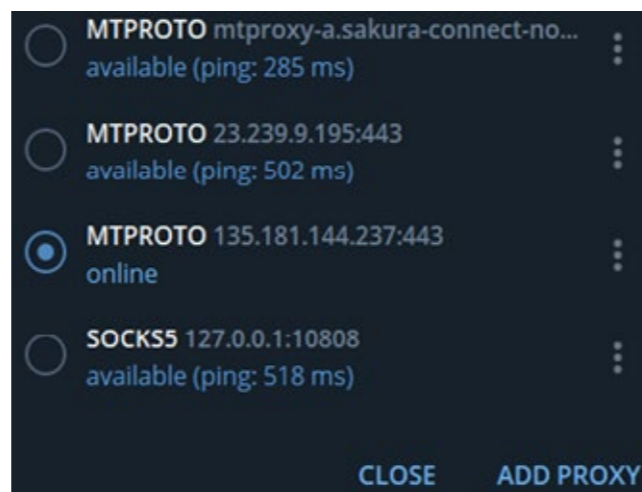 MTPROTO mtproxy-a.sakura-connect-no...
available (ping: 285 ms)
MTPROTO 23.239.9.195:443
available (ping: 502 ms)
MTPROTO 135.181.144.237:443
online
SOCKS5 127.0.0.1:10808
available (ping: 518 ms)
CLOSE ADD PROXY